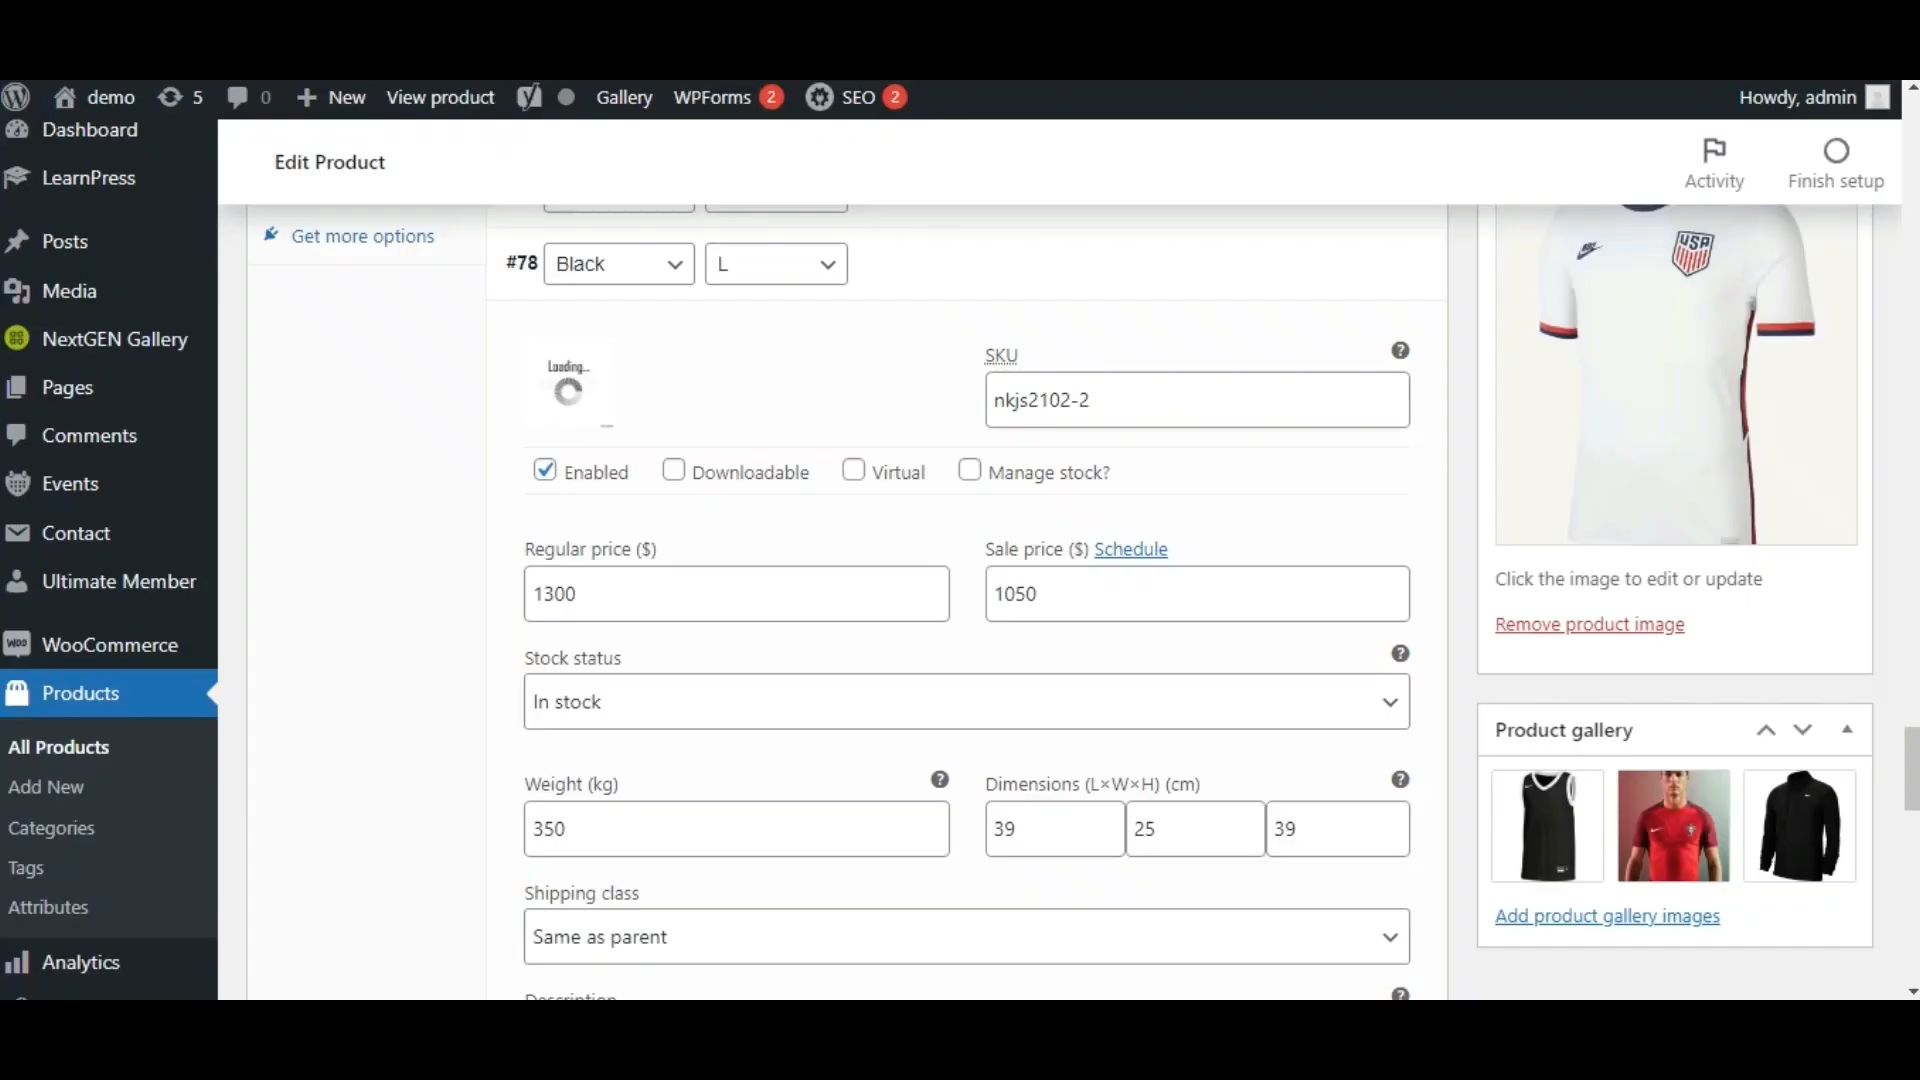 demo 5 0 New View product Gallery WPForms 2 SEO 2 Howdy, admin
Dashboard
LearnPress
Posts
Media
NextGEN Gallery
Pages
Comments
Events
Contact
Ultimate Member
WooCommerce
Products
All Products
Add New
Categories
Tags
Attributes
Analytics
Edit Product
Activity
Finish setup
Get more options
#78 Black L
Loading...
SKU
nkjs2102-2
Enabled Downloadable Virtual Manage stock?
Regular price ($) Sale price ($) Schedule
1300 1050
Stock status
In stock
Weight (kg) Dimensions (L×W×H) (cm)
350 39 25 39
Shipping class
Same as parent
Description
USA
Click the image to edit or update
Remove product image
Product gallery
Add product gallery images